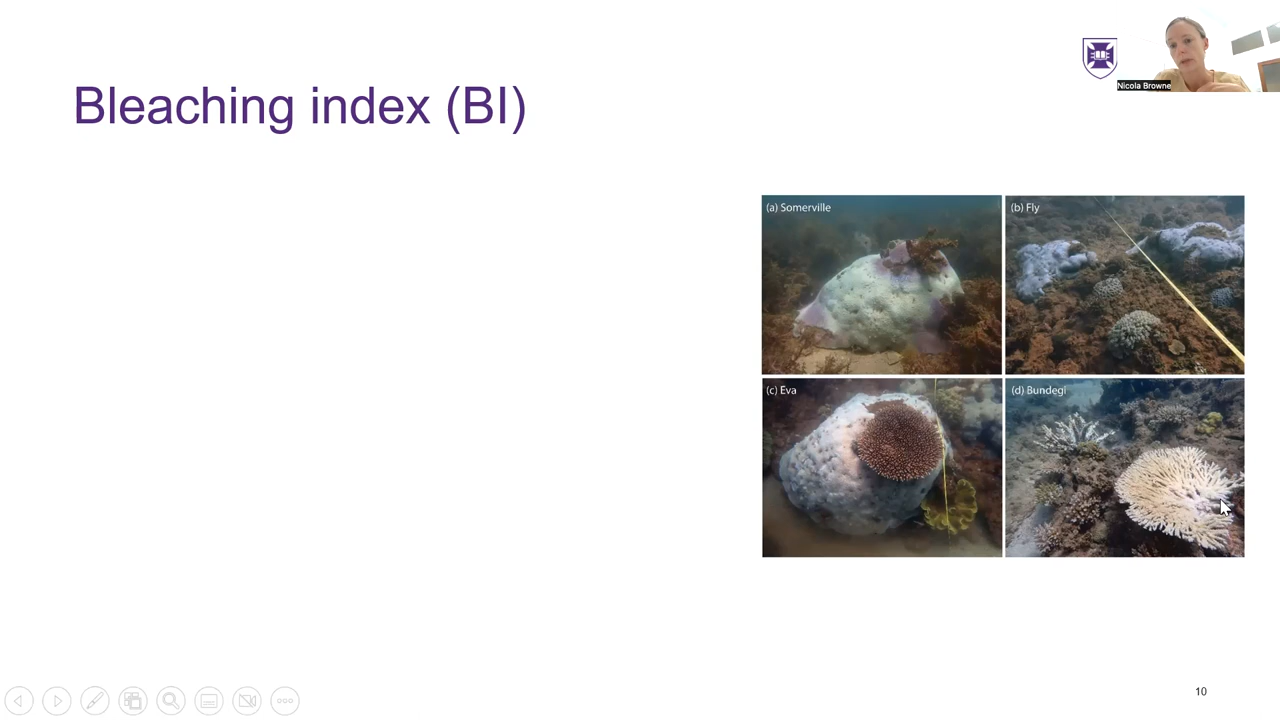 Nicola Browne
Bleaching index (BI)
(a) Somerville
(b) Fly
(c) Eva
(d) Bundegi
10